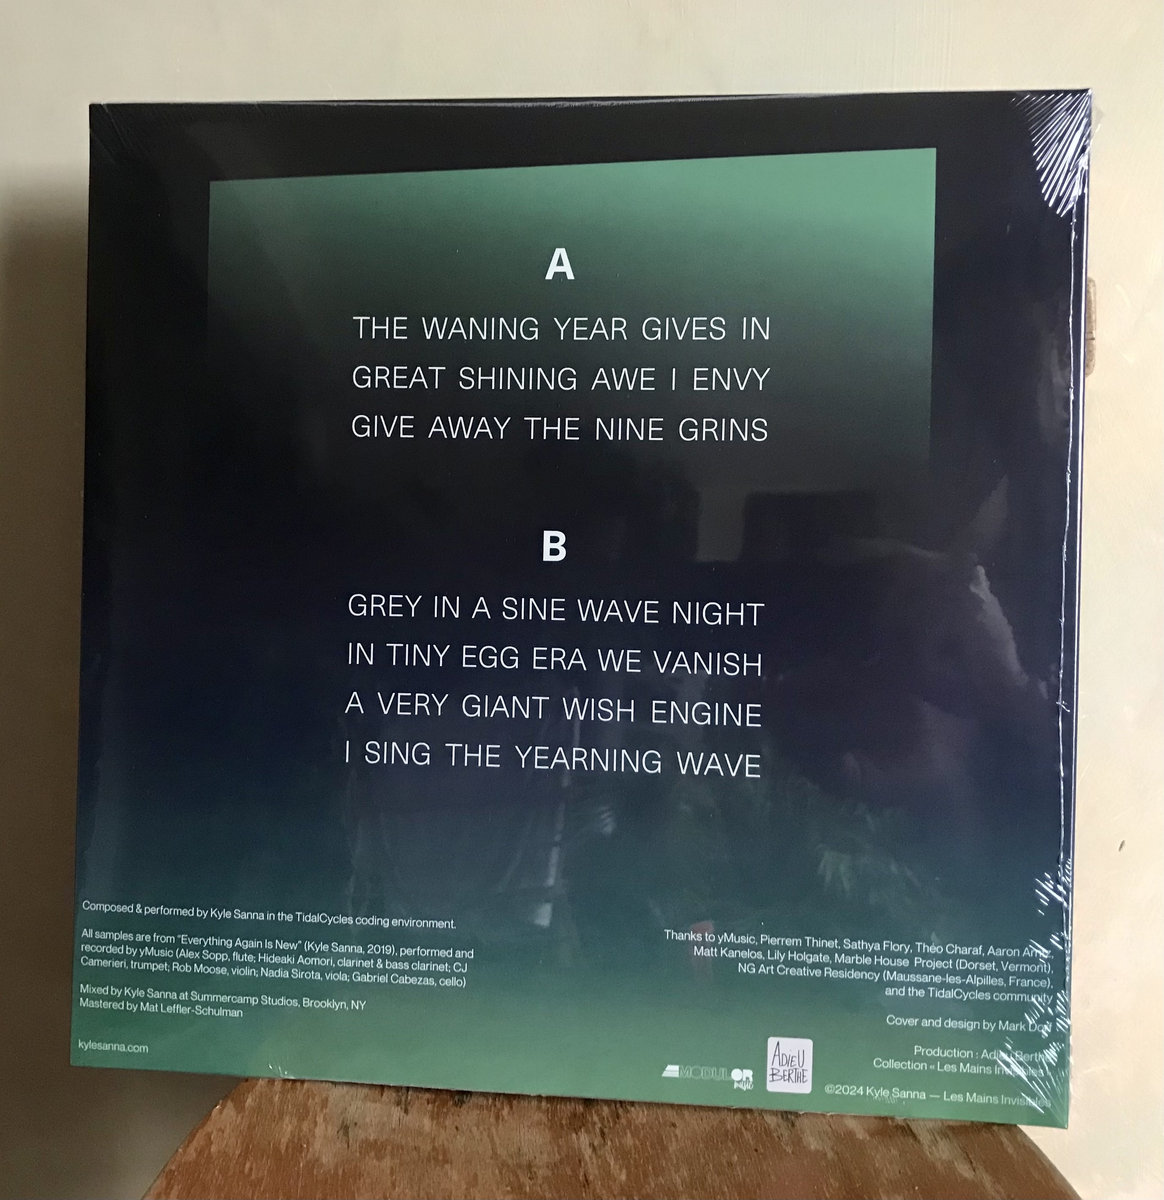 A
THE WANING YEAR GIVES IN
GREAT SHINING AWE I ENVY
GIVE AWAY THE NINE GRINS
B
GREY IN A SINE WAVE NIGHT
IN TINY EGG ERA WE VANISH
A VERY GIANT WISH ENGINE
I SING THE YEARNING WAVE
Composed & performed by Kyle Sanna in the TidalCycles coding environment.
All samples are from “Everything Again Is New” (Kyle Sanna, 2019), performed and
recorded by yMusic (Alex Sopp, flute; Hideaki Aomori, clarinet & bass clarinet; CJ
Camerieri, trumpet; Rob Moose, violin; Nadia Sirota, viola; Gabriel Cabezas, cello)
Mixed by Kyle Sanna at Summercamp Studios, Brooklyn, NY
Mastered by Mat Leffler-Schulman
kylesanna.com
Thanks to yMusic, Pierrem Thinet, Sathya Flory, Théo Charaf, Aaron
Matt Kanelos, Lily Holgate, Marble House Project (Dorset, Vermont),
NG Art Creative Residency (Maussane-les-Alpilles, France),
and the TidalCycles community
Cover and design by Mark
Production : Adieu Berthe
Collection « Les Mains Invisibles »
©2024 Kyle Sanna — Les Mains Invisibles
MODULOR
music
ADIEU
BERTHE